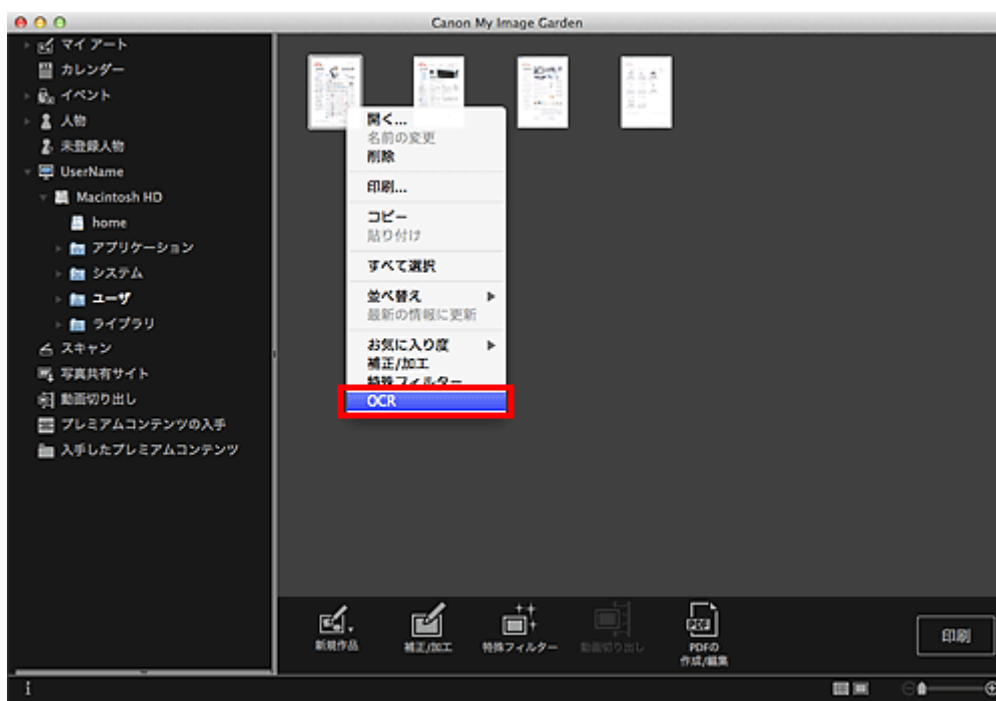 Canon My Image Garden
マイ アート
カレンダー
イベント
人物
未登録人物
UserName
Macintosh HD
home
アプリケーション
システム
ユーザ
ライブラリ
スキャン
写真共有サイト
動画切り出し
プレミアムコンテンツの入手
入手したプレミアムコンテンツ
開く...
名前の変更
削除
印刷...
コピー
貼り付け
すべて選択
並べ替え
最新の情報に更新
お気に入り度
補正/加工
特殊フィルター
OCR
新規作品
補正/加工
特殊フィルター
動画切り出し
PDF
PDFの
作成/編集
印刷